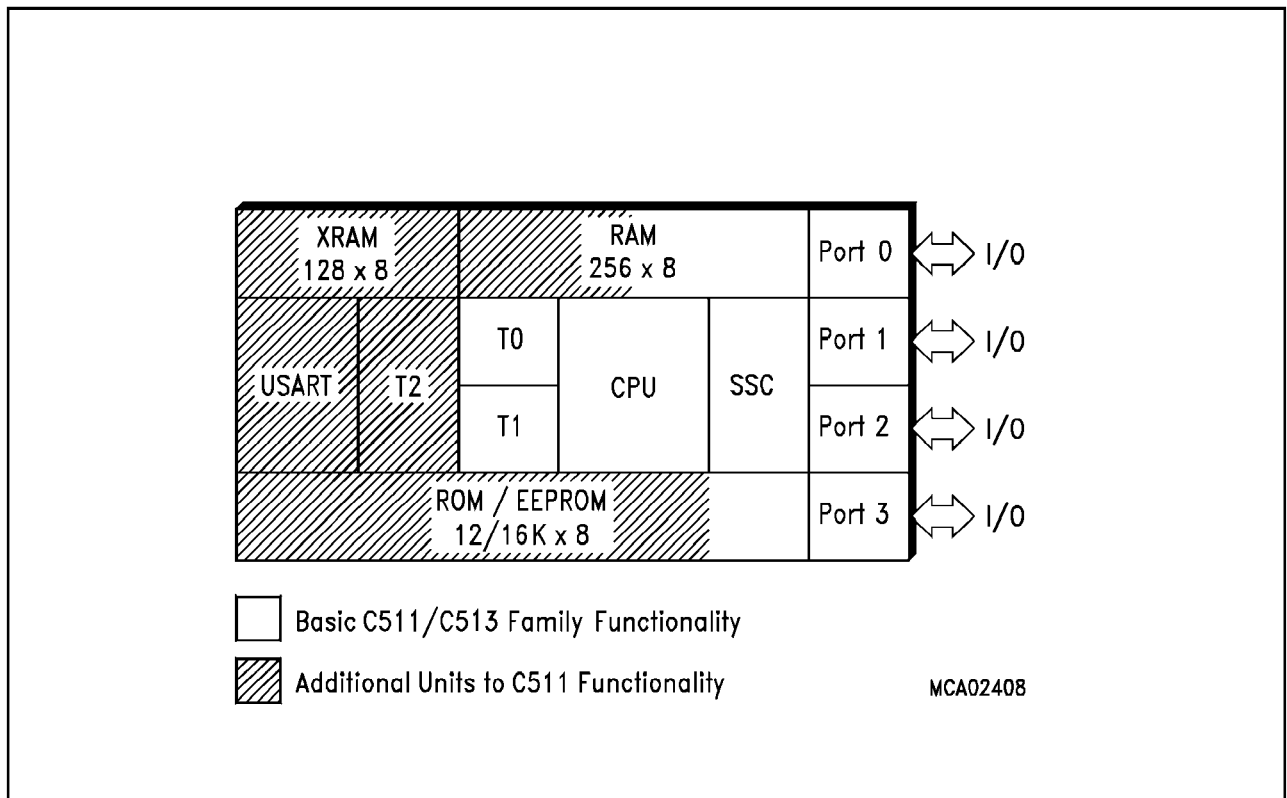 XRAM
128 x 8
RAM
256 x 8
Port 0
I/O
USART
T2
T0
T1
CPU
SSC
Port 1
I/O
Port 2
I/O
ROM / EEPROM
12/16K x 8
Port 3
I/O
Basic C511/C513 Family Functionality
Additional Units to C511 Functionality
MCA02408